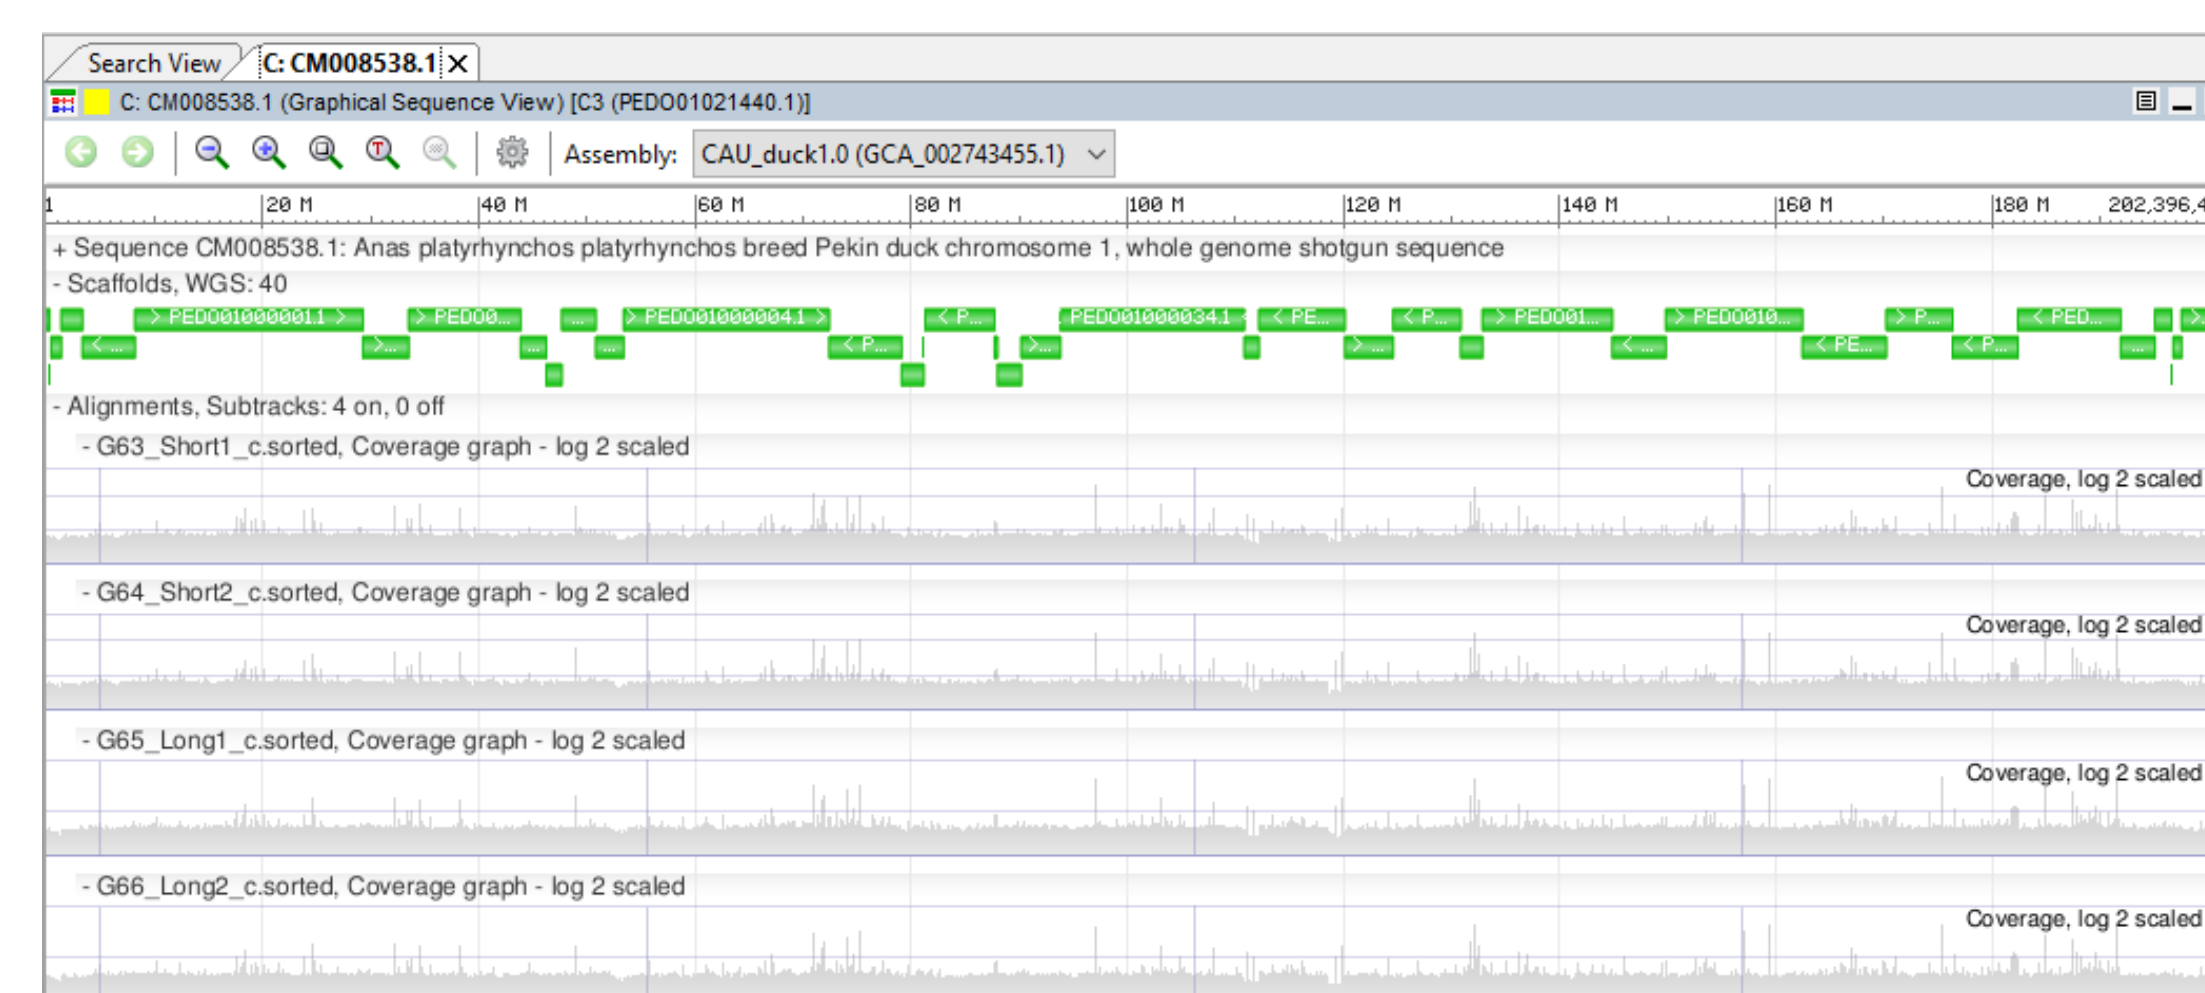 Search View C: CM008538.1
C: CM008538.1 (Graphical Sequence View) [C3 (PEDO01021440.1)]
Assembly: CAU_duck1.0 (GCA_002743455.1)
1 20 M 40 M 60 M 80 M 100 M 120 M 140 M 160 M 180 M 202,396,4
+ Sequence CM008538.1: Anas platyrhynchos platyrhynchos breed Pekin duck chromosome 1, whole genome shotgun sequence
- Scaffolds, WGS: 40
> PEDO01000001.1 > > PEDO0... ... > PEDO01000004.1 > < P... PEDO01000034.1 < < PE... < P... > PEDO01... > PEDO010... > P... < PED... >
< ... >... ... ... < P... >... > ... < ... < PE... < P... ...
- Alignments, Subtracks: 4 on, 0 off
- G63_Short1_c.sorted, Coverage graph - log 2 scaled
Coverage, log 2 scaled
- G64_Short2_c.sorted, Coverage graph - log 2 scaled
Coverage, log 2 scaled
- G65_Long1_c.sorted, Coverage graph - log 2 scaled
Coverage, log 2 scaled
- G66_Long2_c.sorted, Coverage graph - log 2 scaled
Coverage, log 2 scaled